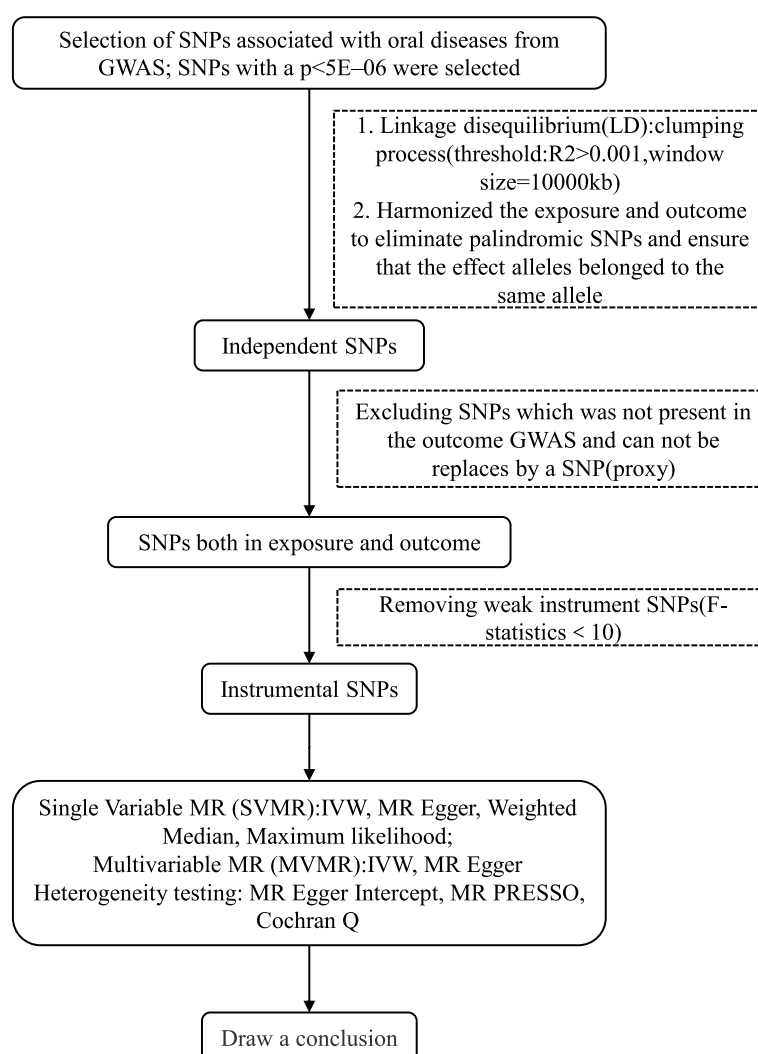 Selection of SNPs associated with oral diseases from
GWAS; SNPs with a p<5E–06 were selected
1. Linkage disequilibrium(LD):clumping
process(threshold:R2>0.001,window
size=10000kb)
2. Harmonized the exposure and outcome
to eliminate palindromic SNPs and ensure
that the effect alleles belonged to the
same allele
Independent SNPs
Excluding SNPs which was not present in
the outcome GWAS and can not be
replaces by a SNP(proxy)
SNPs both in exposure and outcome
Removing weak instrument SNPs(F-
statistics < 10)
Instrumental SNPs
Single Variable MR (SVMR):IVW, MR Egger, Weighted
Median, Maximum likelihood;
Multivariable MR (MVMR):IVW, MR Egger
Heterogeneity testing: MR Egger Intercept, MR PRESSO,
Cochran Q
Draw a conclusion